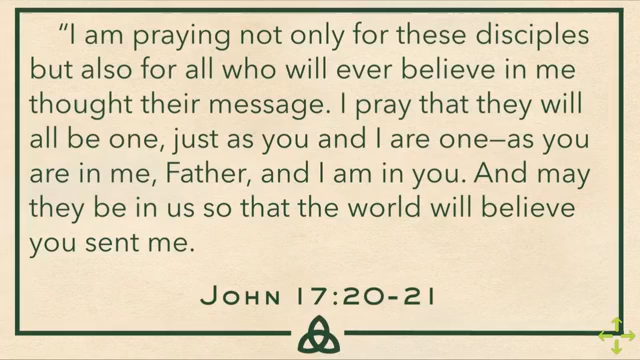 “I am praying not only for these disciples
but also for all who will ever believe in me
thought their message. I pray that they will
all be one, just as you and I are one—as you
are in me, Father, and I am in you. And may
they be in us so that the world will believe
you sent me.
John 17:20-21